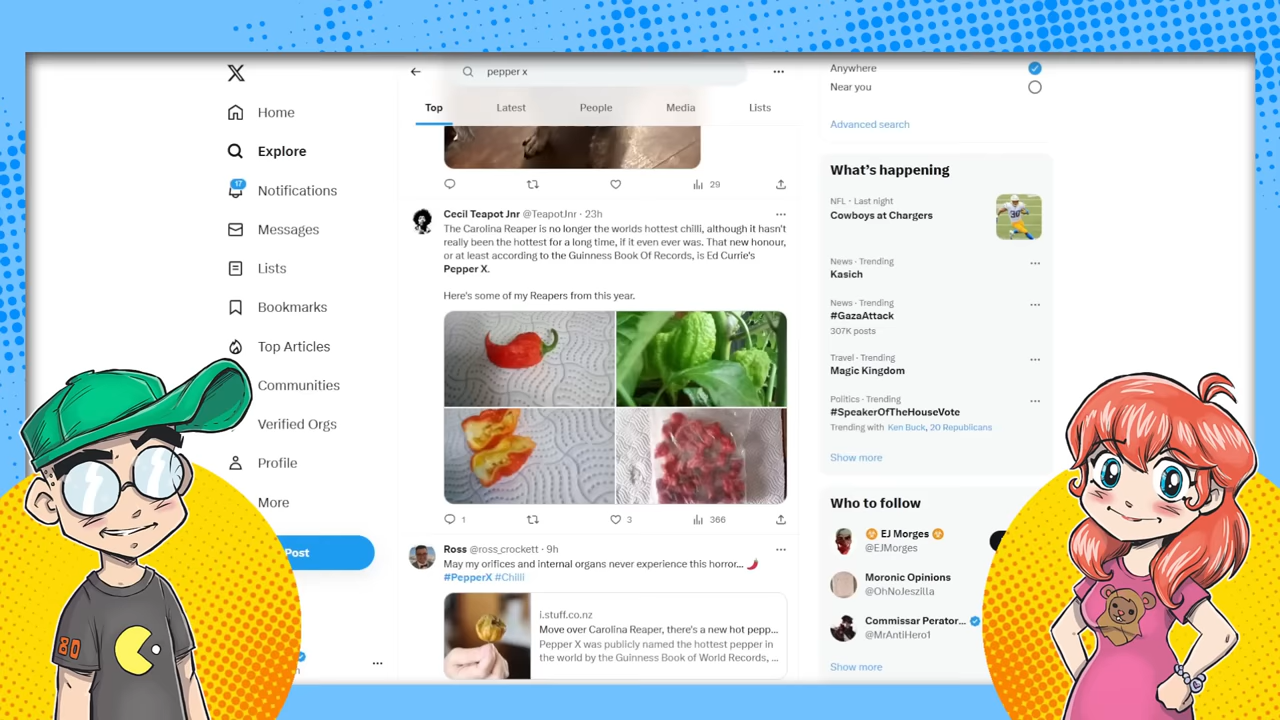 X
Home
Explore
17
Notifications
Messages
Lists
Bookmarks
Top Articles
Communities
Verified Orgs
Profile
More
Post
pepper x
Top
Latest
People
Media
Lists
29
Cecil Teapot Jnr @TeapotJnr · 23h
The Carolina Reaper is no longer the worlds hottest chilli, although it hasn't
really been the hottest for a long time, if it even ever was. That new honour,
or at least according to the Guinness Book Of Records, is Ed Currie's
Pepper X.
Here's some of my Reapers from this year.
1
3
366
Ross @ross_crockett · 9h
May my orifices and internal organs never experience this horror...
#PepperX #Chilli
i.stuff.co.nz
Move over Carolina Reaper, there's a new hot pepp...
Pepper X was publicly named the hottest pepper in
the world by the Guinness Book of World Records, ...
Anywhere
Near you
Advanced search
What's happening
NFL · Last night
Cowboys at Chargers
30
News · Trending
Kasich
News · Trending
#GazaAttack
307K posts
Travel · Trending
Magic Kingdom
Politics · Trending
#SpeakerOfTheHouseVote
Trending with Ken Buck, 20 Republicans
Show more
Who to follow
EJ Morges
@EJMorges
Moronic Opinions
@OhNoJeszilla
Commissar Perator...
@MrAntiHero1
Show more
80